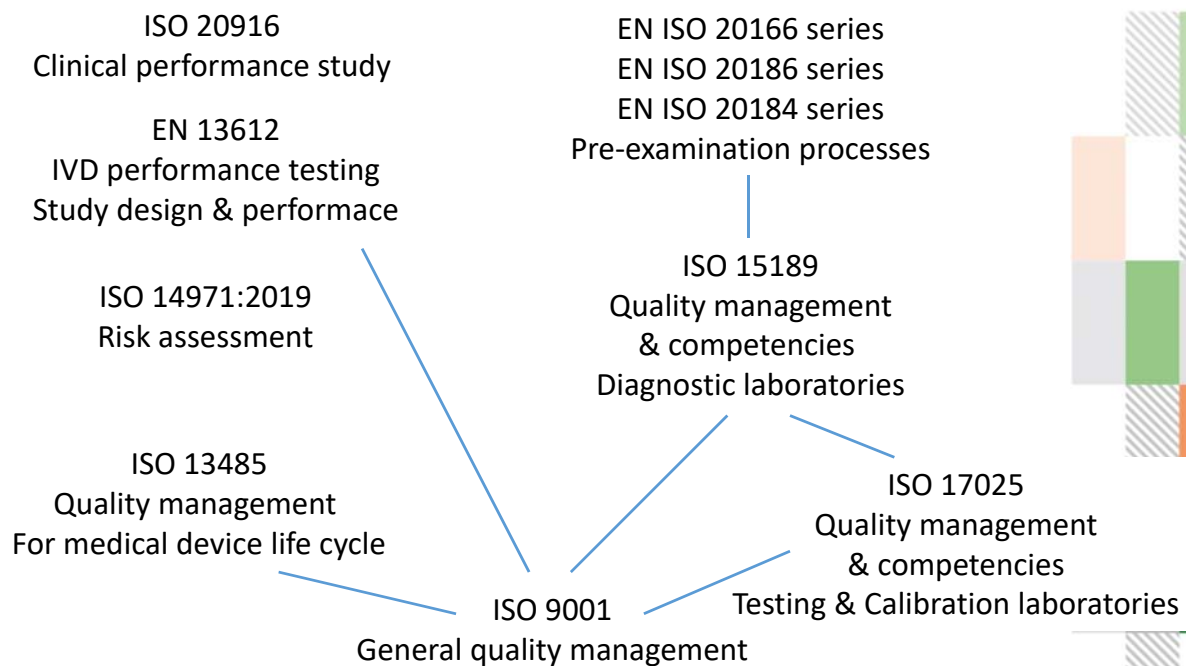 ISO 20916
Clinical performance study
EN 13612
IVD performance testing
Study design & performace
ISO 14971:2019
Risk assessment
ISO 13485
Quality management
For medical device life cycle
EN ISO 20166 series
EN ISO 20186 series
EN ISO 20184 series
Pre-examination processes
ISO 15189
Quality management
& competencies
Diagnostic laboratories
ISO 17025
Quality management
& competencies
Testing & Calibration laboratories
ISO 9001
General quality management